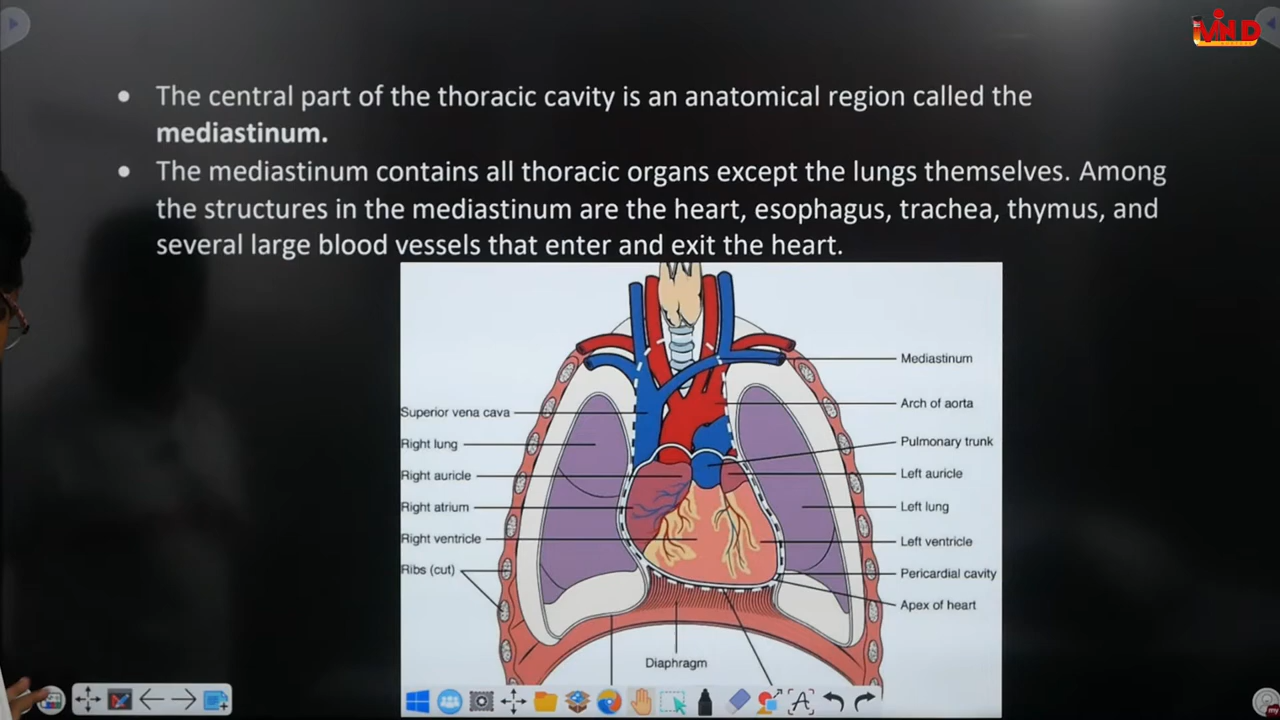 MIND
• The central part of the thoracic cavity is an anatomical region called the
mediastinum.
• The mediastinum contains all thoracic organs except the lungs themselves. Among
the structures in the mediastinum are the heart, esophagus, trachea, thymus, and
several large blood vessels that enter and exit the heart.
Mediastinum
Superior vena cava
Arch of aorta
Right lung
Pulmonary trunk
Right auricle
Left auricle
Right atrium
Left lung
Right ventricle
Left ventricle
Ribs (cut)
Pericardial cavity
Apex of heart
Diaphragm
A